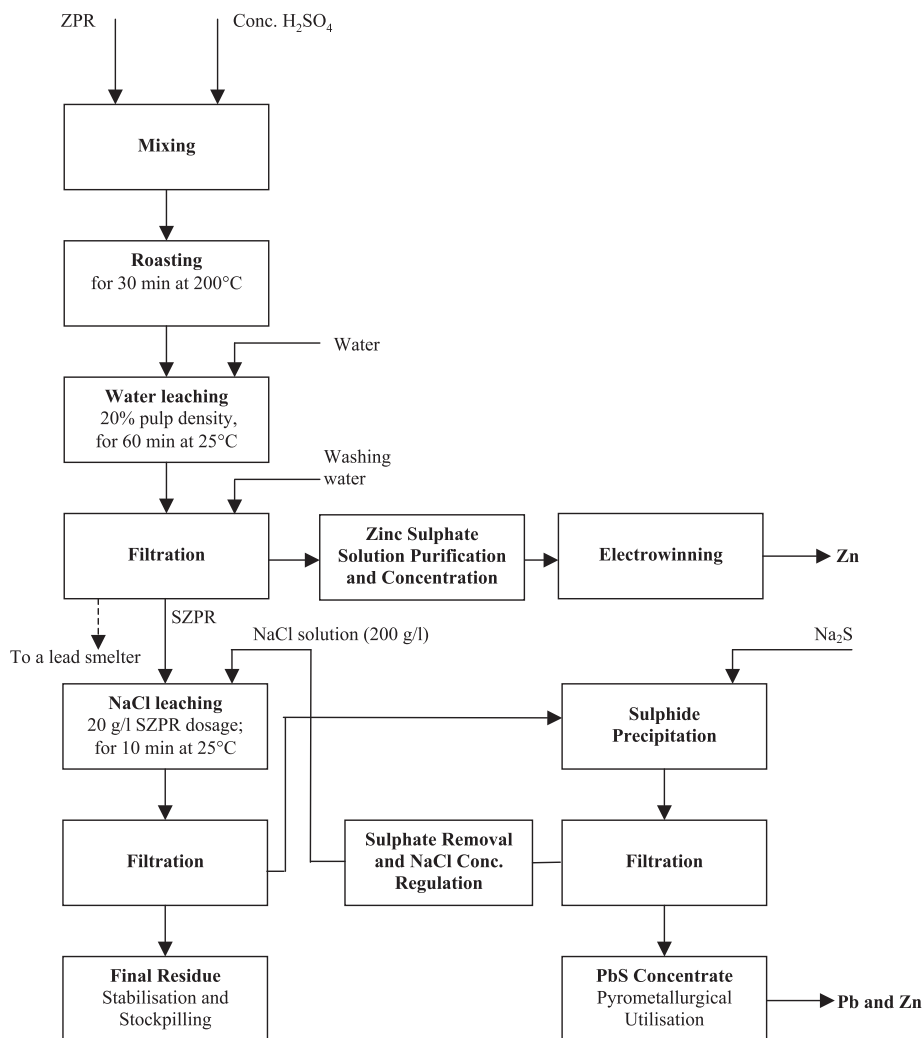 ZPR
Conc. H₂SO₄
Mixing
Roasting
for 30 min at 200°C
Water
Water leaching
20% pulp density,
for 60 min at 25°C
Washing
water
Filtration
Zinc Sulphate
Solution Purification
and Concentration
Electrowinning
Zn
SZPR
To a lead smelter
NaCl solution (200 g/l)
Na₂S
NaCl leaching
20 g/l SZPR dosage;
for 10 min at 25°C
Sulphide
Precipitation
Filtration
Sulphate Removal
and NaCl Conc.
Regulation
Filtration
Final Residue
Stabilisation and
Stockpilling
PbS Concentrate
Pyrometallurgical
Utilisation
Pb and Zn